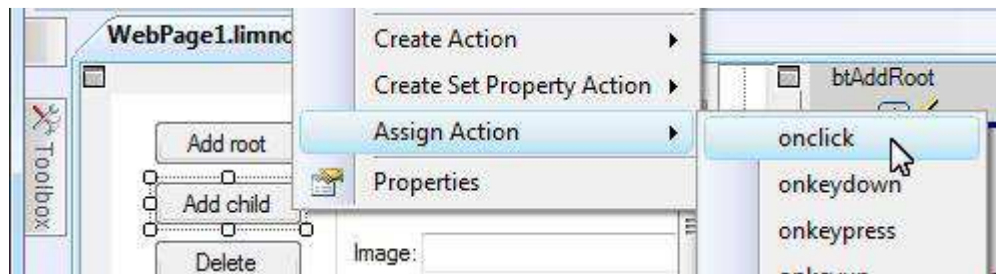 WebPage1.limno
Create Action
Create Set Property Action
btAddRoot
Toolbox
Add root
Assign Action
onclick
Add child
Properties
onkeydown
onkeypress
Image:
Delete